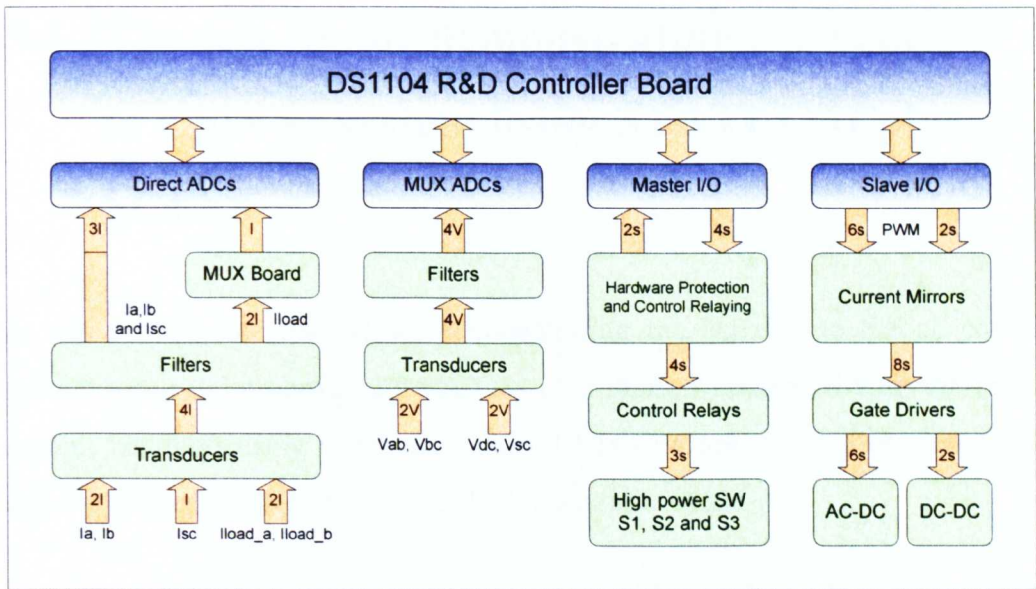 DS1104 R&D Controller Board
Direct ADCs
MUX ADCs
Master I/O
Slave I/O
3I
I
4V
2s
4s
6s
PWM
2s
MUX Board
Filters
Hardware Protection
and Control Relaying
Current Mirrors
Ia,Ib
and Isc
2I
Iload
4V
Filters
Transducers
4s
8s
4I
2V
2V
Control Relays
Gate Drivers
Transducers
Vab, Vbc
Vdc, Vsc
3s
6s
2s
2I
I
2I
High power SW
S1, S2 and S3
AC-DC
DC-DC
Ia, Ib
Isc
Iload_a, Iload_b